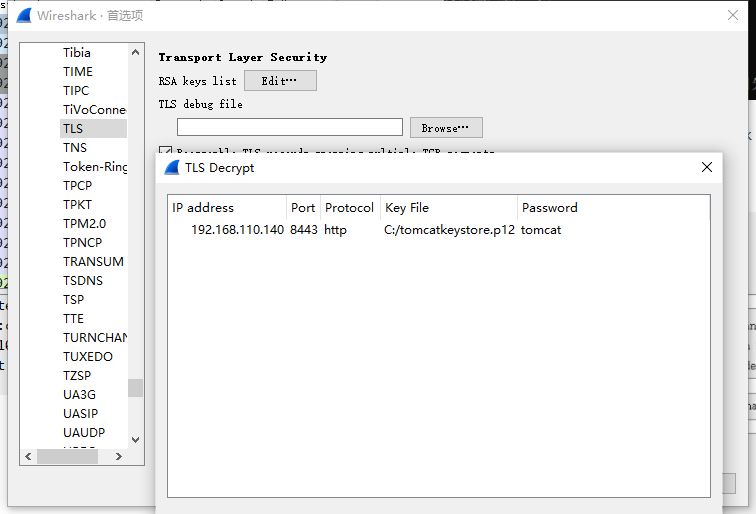 Wireshark · 首选项
Tibia
TIME
TIPC
TiVoConne
TLS
TNS
Token-Ring
TPCP
TPKT
TPM2.0
TPNCP
TRANSUM
TSDNS
TSP
TTE
TURNCHAN
TUXEDO
TZSP
UA3G
UASIP
UAUDP
Transport Layer Security
RSA keys list Edit…
TLS debug file
Browse…
TLS Decrypt
IP address Port Protocol Key File Password
192.168.110.140 8443 http C:/tomcatkeystore.p12 tomcat